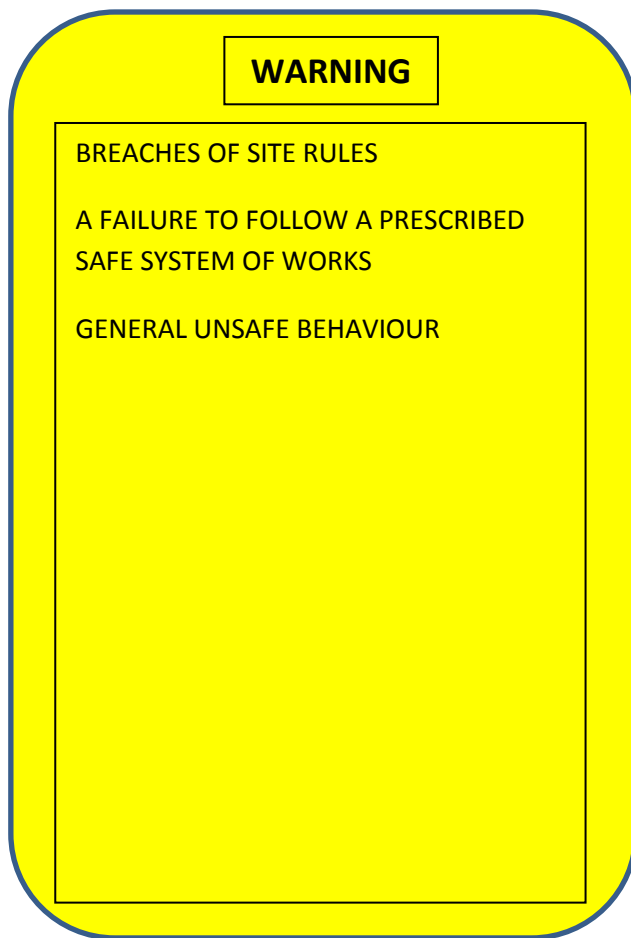 WARNING
BREACHES OF SITE RULES
A FAILURE TO FOLLOW A PRESCRIBED
SAFE SYSTEM OF WORKS
GENERAL UNSAFE BEHAVIOUR